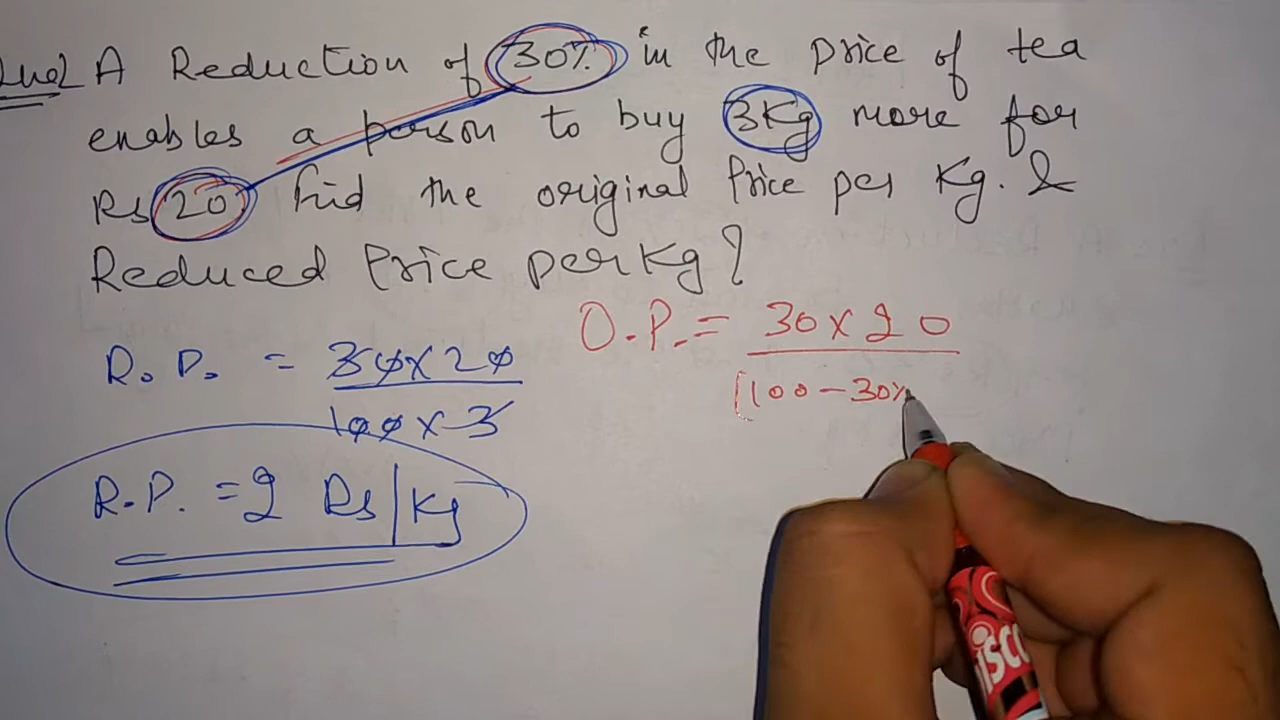 Que2 A Reduction of 30% in the price of tea
enables a person to buy 3Kg more for
Rs 20 find the original Price per Kg. &
Reduced Price per Kg?
O.P. = 30 x 20
(100 - 30%
R.P. = 30 x 20
100 x 3
R.P. = 2 Rs/Kg